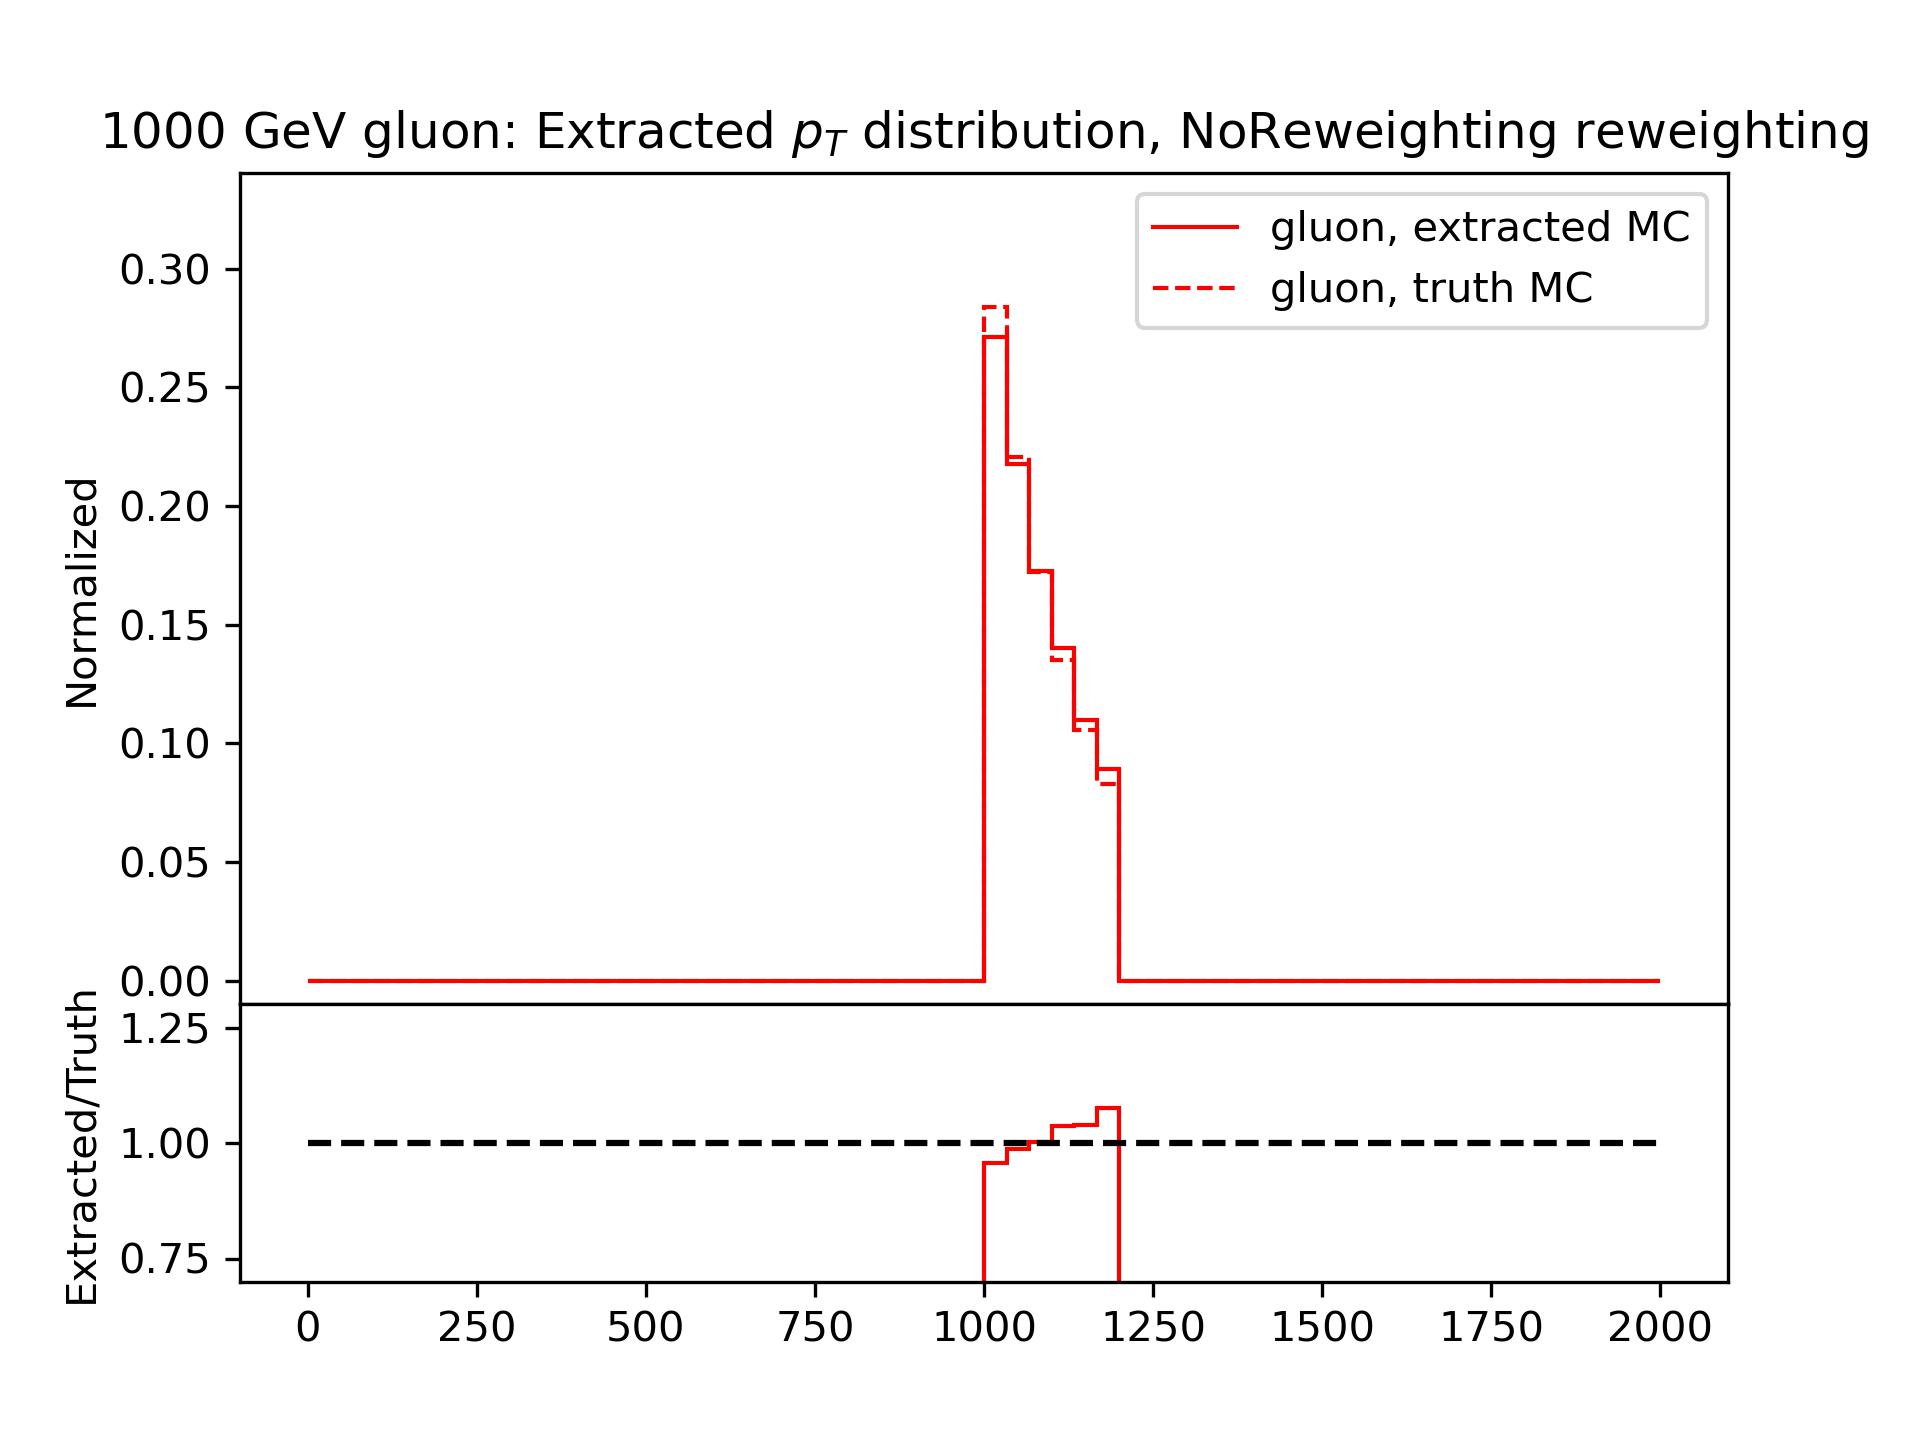 1000 GeV gluon: Extracted $p_T$ distribution, NoReweighting reweighting
gluon, extracted MC
gluon, truth MC
Normalized
0.30
0.25
0.20
0.15
0.10
0.05
0.00
Extracted/Truth
1.25
1.00
0.75
0 250 500 750 1000 1250 1500 1750 2000